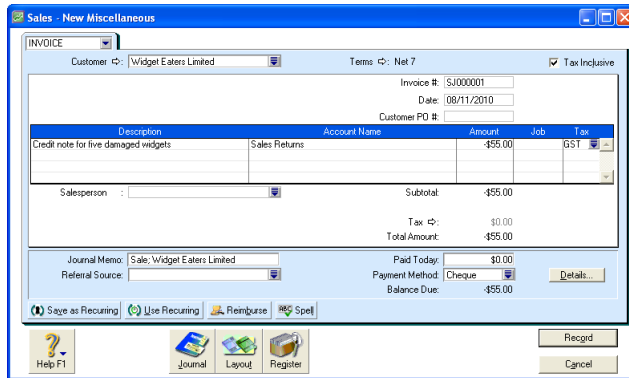 Sales - New Miscellaneous
INVOICE
Customer ⇨: Widget Eaters Limited Terms ⇨: Net 7 Tax Inclusive
Invoice #: SJ000001
Date: 08/11/2010
Customer PO #:
Description Account Name Amount Job Tax
Credit note for five damaged widgets Sales Returns -$55.00 GST
Salesperson : Subtotal: -$55.00
Tax ⇨: $0.00
Total Amount: -$55.00
Journal Memo: Sale; Widget Eaters Limited Paid Today: $0.00
Referral Source: Payment Method: Cheque Details...
Balance Due: -$55.00
Save as Recurring Use Recurring Reimburse ABC Spell
Record
Help F1 Journal Layout Register
Cancel